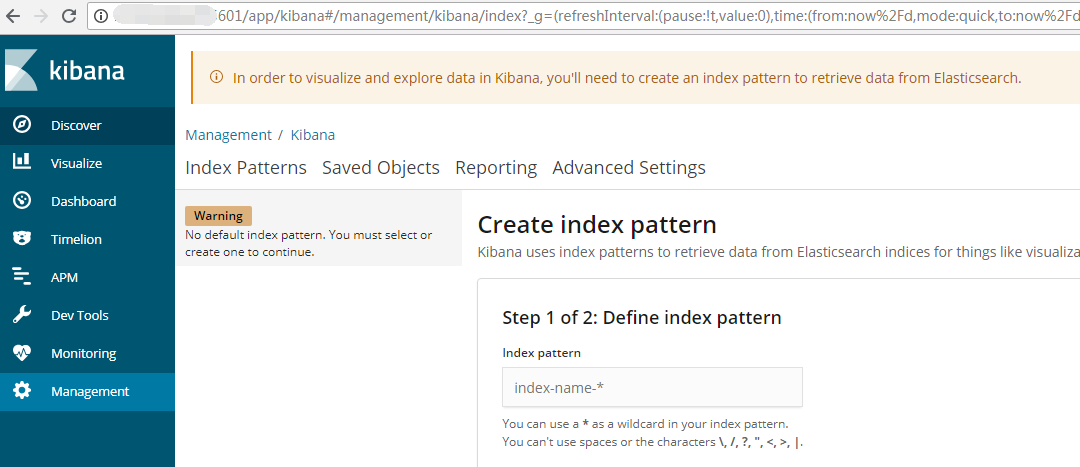 5601/app/kibana#/management/kibana/index?_g=(refreshInterval:(pause:!t,value:0),time:(from:now%2Fd,mode:quick,to:now%2Fd
kibana
In order to visualize and explore data in Kibana, you'll need to create an index pattern to retrieve data from Elasticsearch.
Discover
Management / Kibana
Visualize
Index Patterns Saved Objects Reporting Advanced Settings
Dashboard
Warning
No default index pattern. You must select or
create one to continue.
Create index pattern
Timelion
Kibana uses index patterns to retrieve data from Elasticsearch indices for things like
APM
Dev Tools
Step 1 of 2: Define index pattern
Monitoring
Index pattern
Management
index-name-*
You can use a * as a wildcard in your index pattern.
You can't use spaces or the characters \, /, ?, ", <, >, |.